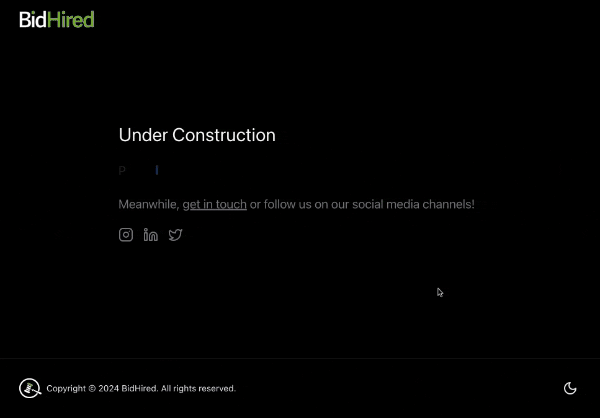 BidHired
Under Construction
P
Meanwhile, get in touch or follow us on our social media channels!
Copyright © 2024 BidHired. All rights reserved.